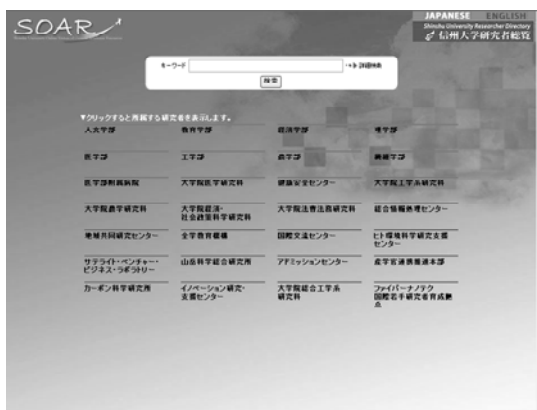 SOAR
JAPANESE ENGLISH
Shinshu University Researcher Directory
信州大学研究者総覧
キーワード
詳細検索
検索
▼クリックすると所属する研究者を表示します。
人文学部 教育学部 経済学部 理学部
医学部 工学部 農学部 繊維学部
医学部附属病院 大学院医学研究科 健康安全センター 大学院工学系研究科
大学院農学研究科 大学院経済・社会政策科学研究科 大学院法曹法務研究科 総合情報処理センター
地域共同研究センター 全学教育機構 国際交流センター ヒト環境科学研究支援センター
サテライト・ベンチャー・ビジネス・ラボラトリー 山岳科学総合研究所 アドミッションセンター 産学官連携推進本部
カーボン科学研究所 イノベーション研究・支援センター 大学院総合工学系研究科 ファイバーナノテク国際若手研究者育成拠点